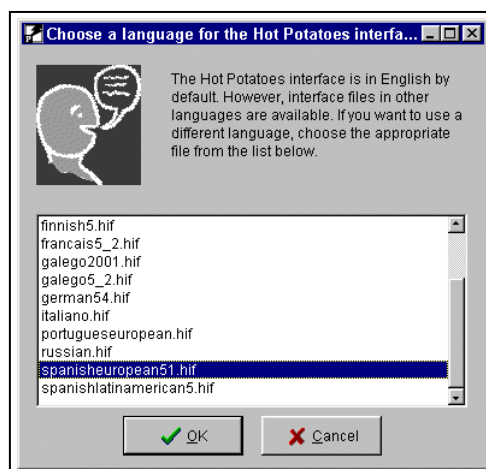 Choose a language for the Hot Potatoes interfa...
The Hot Potatoes interface is in English by
default. However, interface files in other
languages are available. If you want to use a
different language, choose the appropriate
file from the list below.
finnish5.hif
francais5_2.hif
galego2001.hif
galego5_2.hif
german54.hif
italiano.hif
portugueseeuropean.hif
russian.hif
spanisheuropean51.hif
spanishlatinamerican5.hif
OK
Cancel